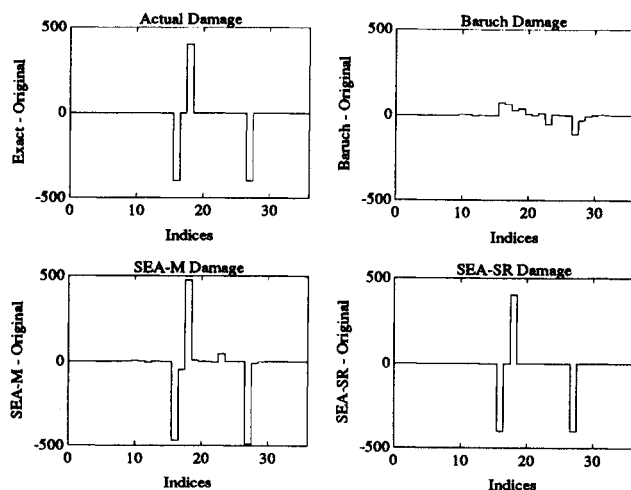 Actual Damage
500
0
-500
Exact - Original
0
10
20
30
Indices
Baruch Damage
500
0
-500
Baruch - Original
0
10
20
30
Indices
SEA-M Damage
500
0
-500
SEA-M - Original
0
10
20
30
Indices
SEA-SR Damage
500
0
-500
SEA-SR - Original
0
10
20
30
Indices